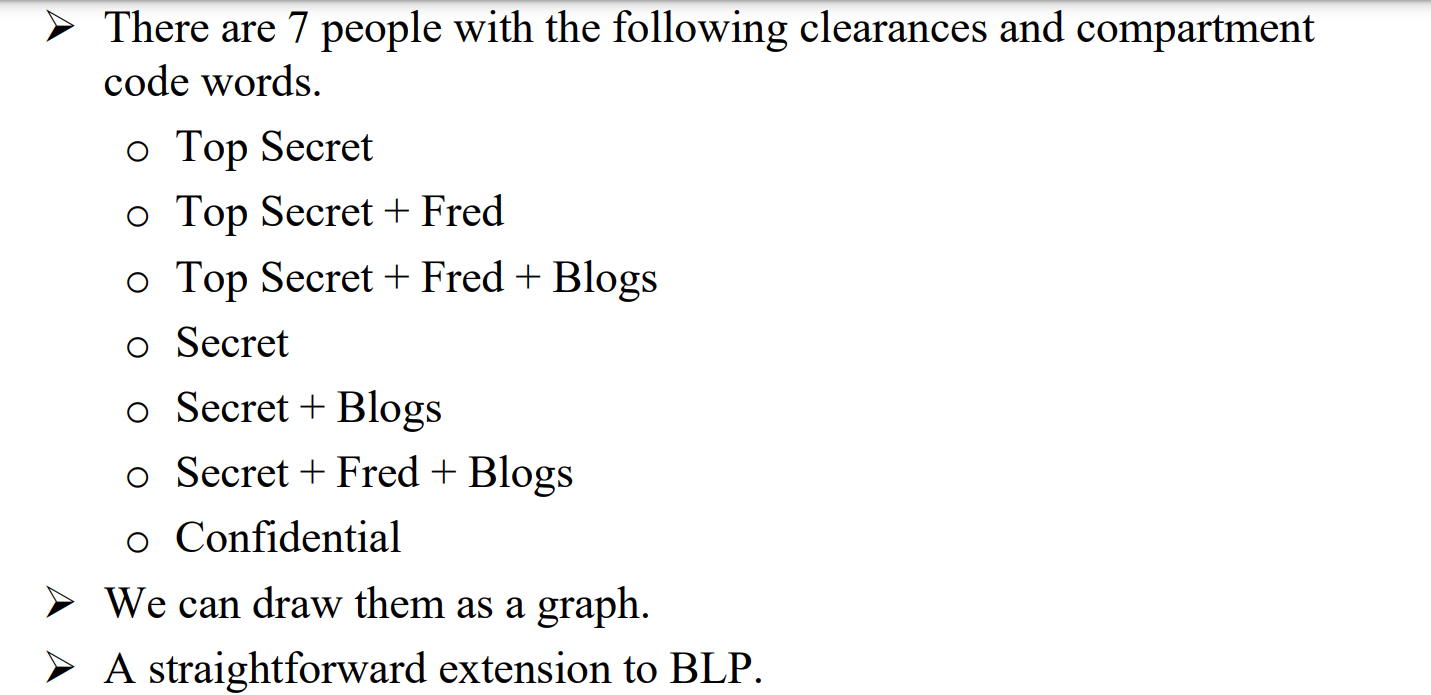 ➢ There are 7 people with the following clearances and compartment
code words.
o Top Secret
o Top Secret + Fred
o Top Secret + Fred + Blogs
o Secret
o Secret + Blogs
o Secret + Fred + Blogs
o Confidential
➢ We can draw them as a graph.
➢ A straightforward extension to BLP.